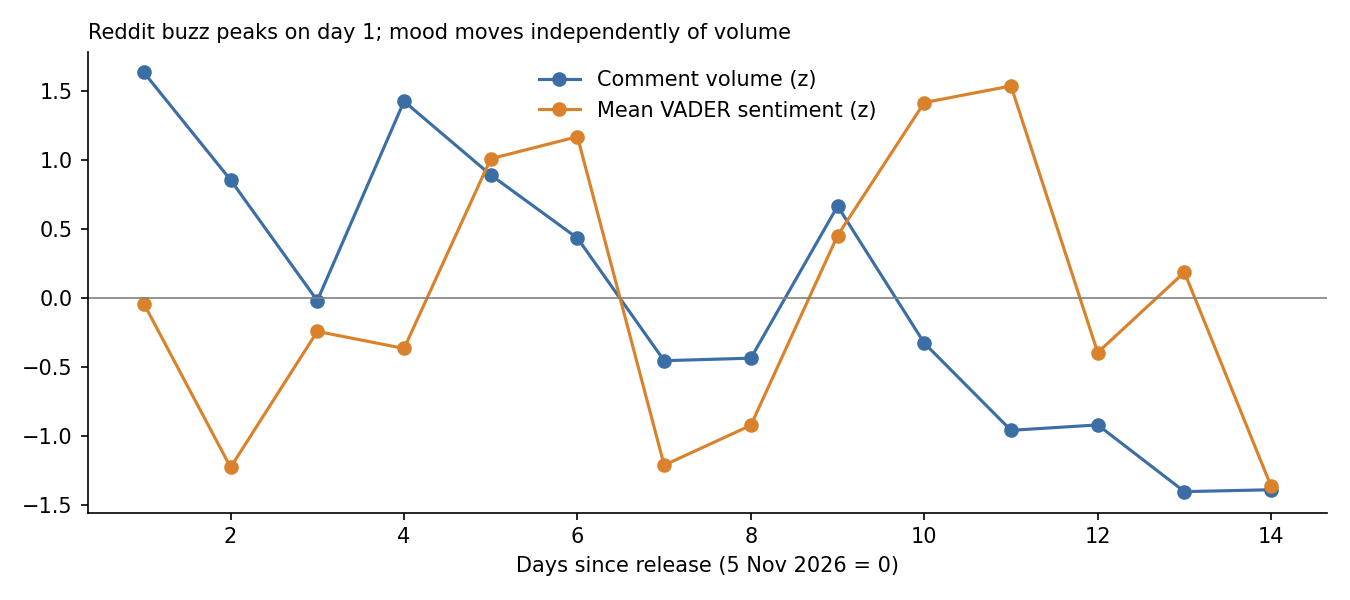 Reddit buzz peaks on day 1; mood moves independently of volume
Comment volume (z)
Mean VADER sentiment (z)
1.5
1.0
0.5
0.0
−0.5
−1.0
−1.5
2 4 6 8 10 12 14
Days since release (5 Nov 2026 = 0)